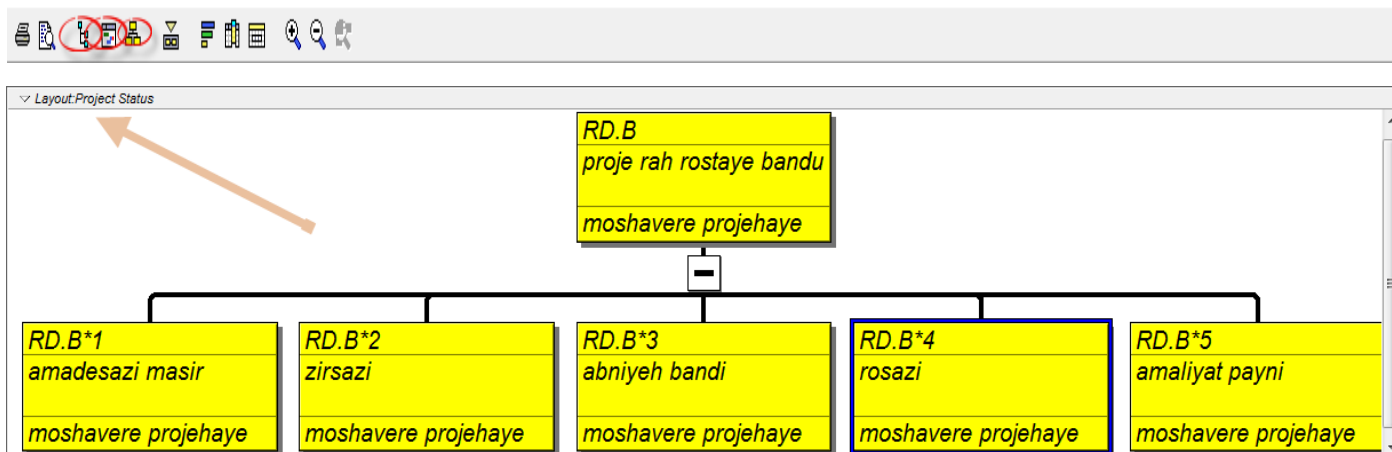 Layout:Project Status
RD.B
proje rah rostaye bandu
moshavere projehaye
RD.B*1
amadesazi masir
moshavere projehaye
RD.B*2
zirsazi
moshavere projehaye
RD.B*3
abniyeh bandi
moshavere projehaye
RD.B*4
rosazi
moshavere projehaye
RD.B*5
amaliyat payni
moshavere projehaye